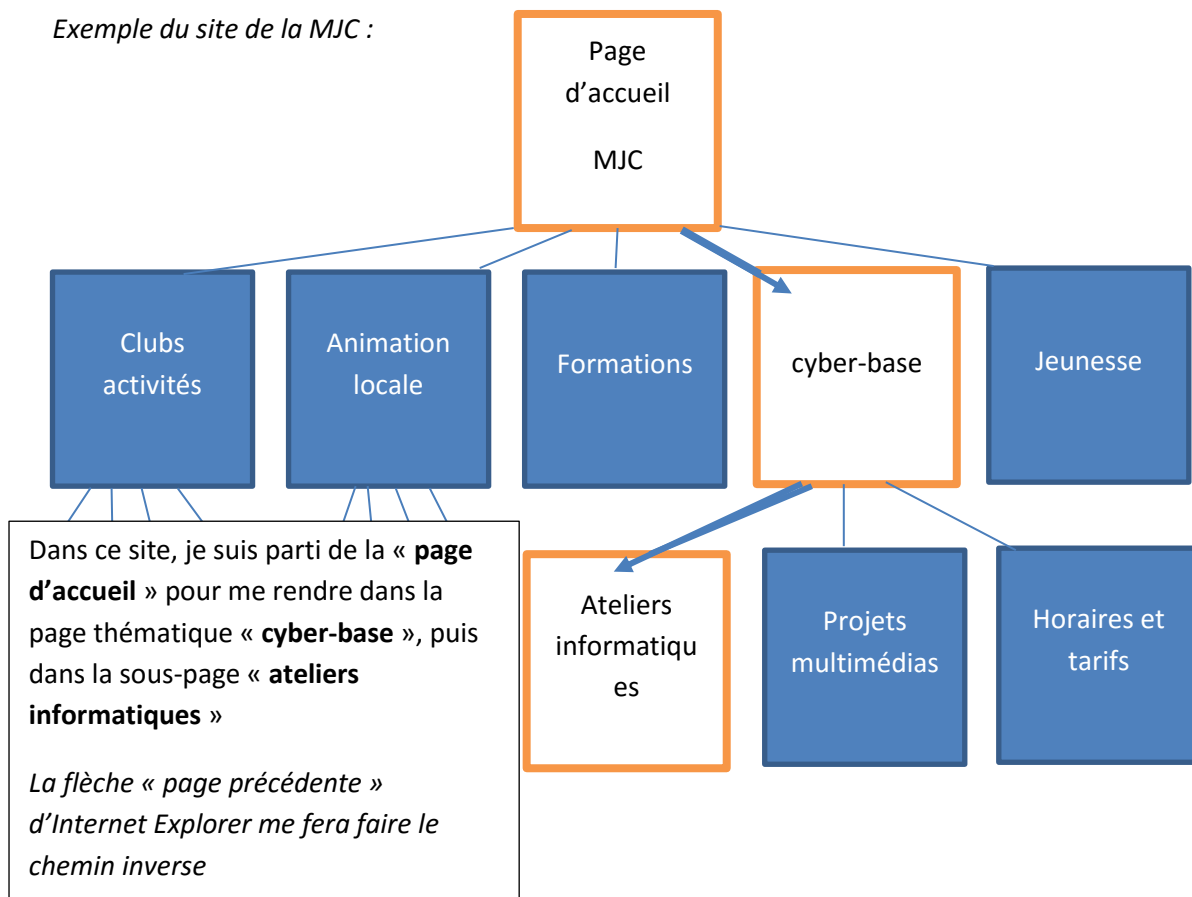 Exemple du site de la MJC :
Page
d’accueil
MJC
Clubs
activités
Animation
locale
Formations
cyber-base
Jeunesse
Dans ce site, je suis parti de la « page
d’accueil » pour me rendre dans la
page thématique « cyber-base », puis
dans la sous-page « ateliers
informatiques »
La flèche « page précédente »
d’Internet Explorer me fera faire le
chemin inverse
Ateliers
informatiqu
es
Projets
multimédias
Horaires et
tarifs